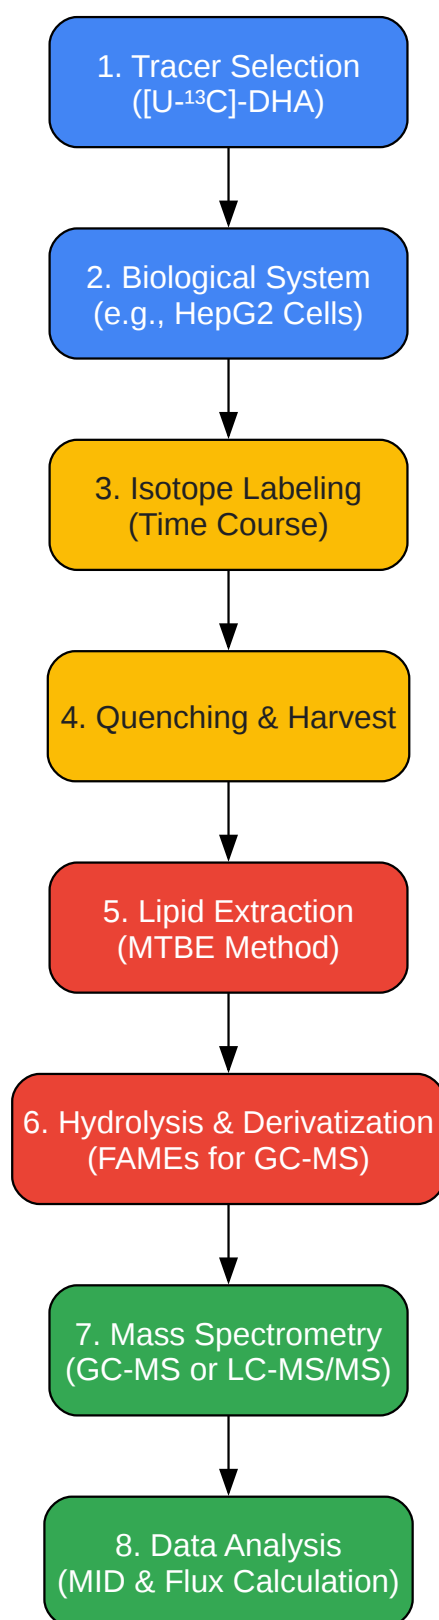 1. Tracer Selection
([U-¹³C]-DHA)
2. Biological System
(e.g., HepG2 Cells)
3. Isotope Labeling
(Time Course)
4. Quenching & Harvest
5. Lipid Extraction
(MTBE Method)
6. Hydrolysis & Derivatization
(FAMEs for GC-MS)
7. Mass Spectrometry
(GC-MS or LC-MS/MS)
8. Data Analysis
(MID & Flux Calculation)